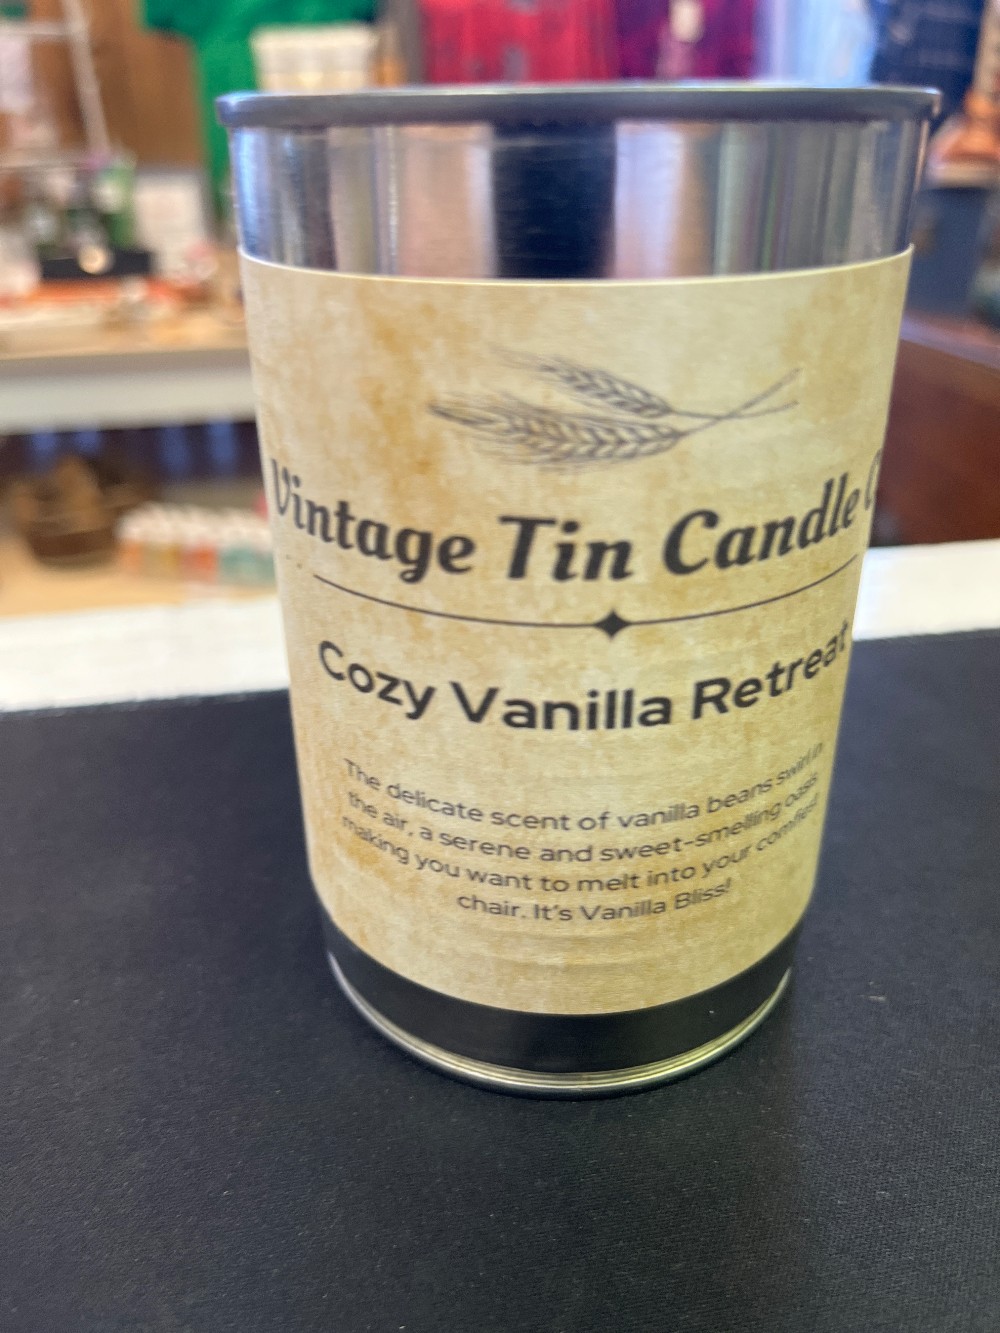 Vintage Tin Candle C
Cozy Vanilla Retreat
The delicate scent of vanilla beans swirl in
the air, a serene and sweet-smelling oasis
making you want to melt into your comfiest
chair. It's Vanilla Bliss!